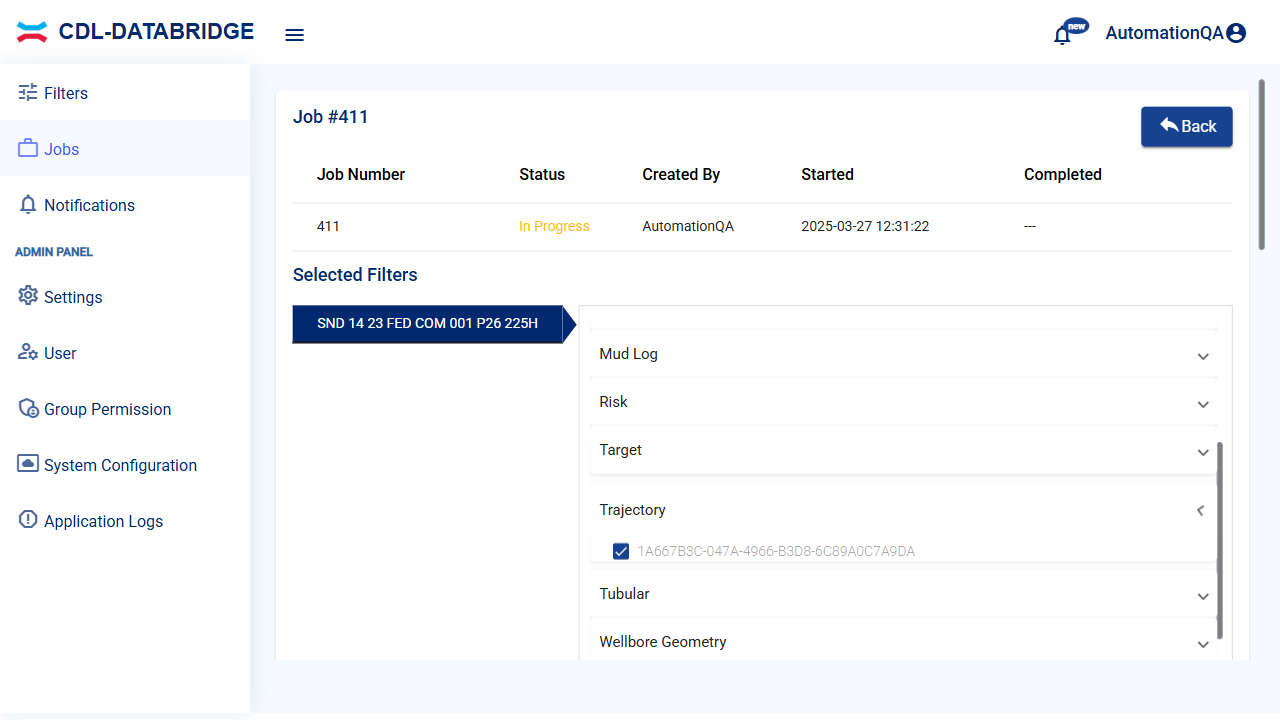 CDL-DATABRIDGE
new
AutomationQA
Filters
Jobs
Notifications
ADMIN PANEL
Settings
User
Group Permission
System Configuration
Application Logs
Job #411
Back
Job Number Status Created By Started Completed
411 In Progress AutomationQA 2025-03-27 12:31:22 ---
Selected Filters
SND 14 23 FED COM 001 P26 225H
Mud Log
Risk
Target
Trajectory
1A667B3C-047A-4966-B3D8-6C89A0C7A9DA
Tubular
Wellbore Geometry